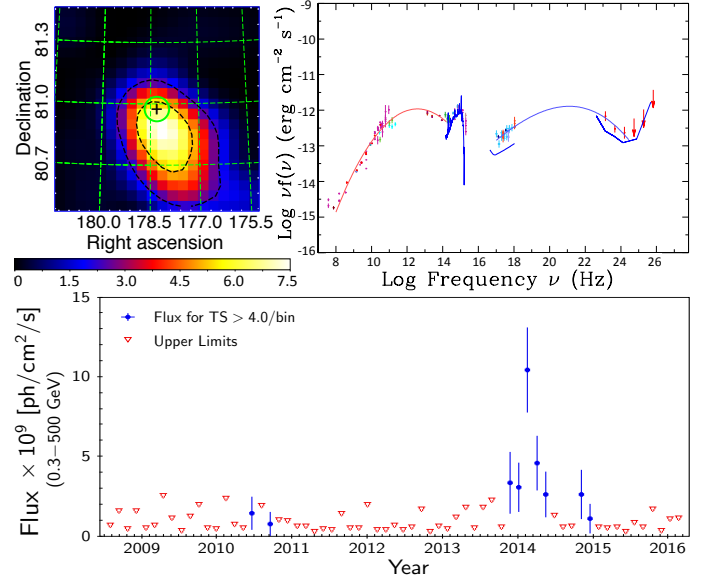 Declination
81.3
81.0
80.7
180.0 178.5 177.0 175.5
Right ascension
0 1.5 3.0 4.5 6.0 7.5
Log νf(ν) (erg cm−2 s−1)
-9
-10
-11
-12
-13
-14
-15
-16
8 10 12 14 16 18 20 22 24 26
Log Frequency ν (Hz)
Flux × 10⁹ [ph/cm²/s]
(0.3−500 GeV)
15
10
5
0
Flux for TS > 4.0/bin
Upper Limits
2009 2010 2011 2012 2013 2014 2015 2016
Year